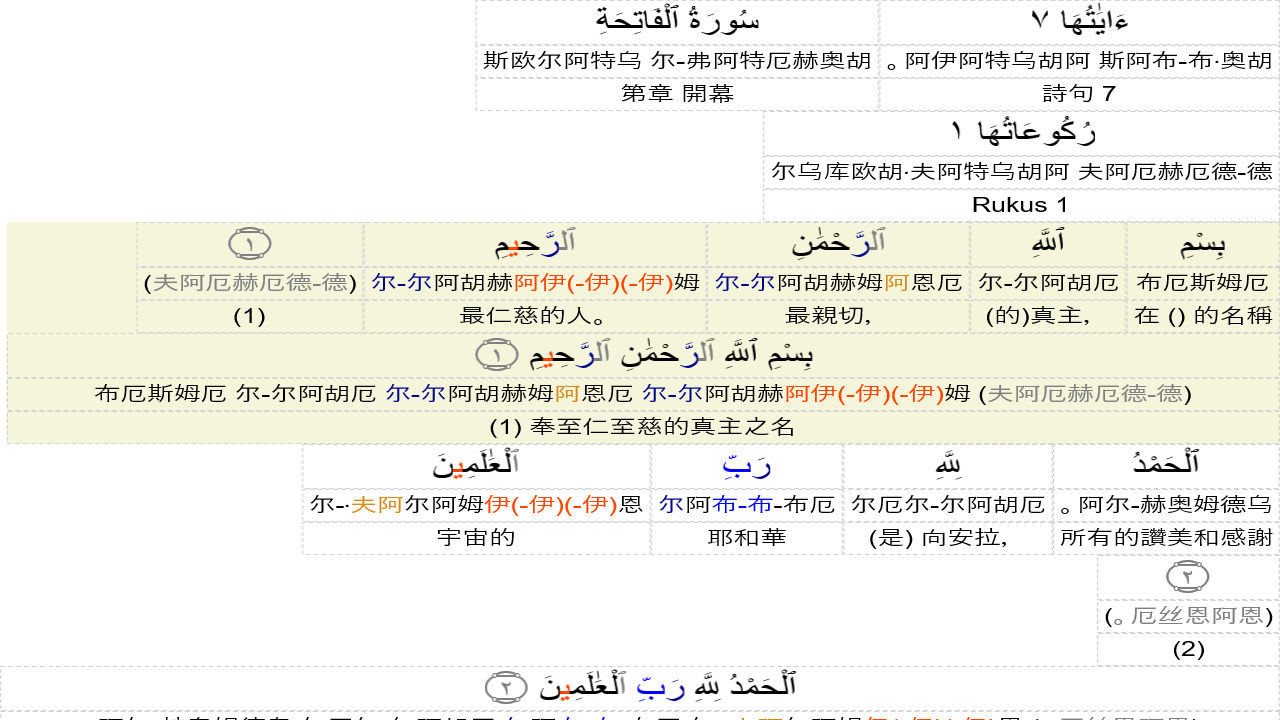 سُورَةُ ٱلْفَاتِحَةِ ءَايَٰتُهَا ٧
斯欧尔阿特乌 尔-弗阿特厄赫奥胡 。阿伊阿特乌胡阿 斯阿布-布·奥胡
第章 開幕 詩句 7
رُكُوعَاتُهَا ١
尔乌库欧胡·夫阿特乌胡阿 夫阿厄赫厄德-德
Rukus 1
بِسْمِ ٱللَّهِ ٱلرَّحْمَٰنِ ٱلرَّحِيمِ ١
(夫阿厄赫厄德-德) 尔-尔阿胡赫阿伊(-伊)(-伊)姆 尔-尔阿胡赫姆阿恩厄 尔-尔阿胡厄 布厄斯姆厄
(1) 最仁慈的人。 最親切, (的)真主, 在 () 的名稱
بِسْمِ ٱللَّهِ ٱلرَّحْمَٰنِ ٱلرَّحِيمِ ١
布厄斯姆厄 尔-尔阿胡厄 尔-尔阿胡赫姆阿恩厄 尔-尔阿胡赫阿伊(-伊)(-伊)姆 (夫阿厄赫厄德-德)
(1) 奉至仁至慈的真主之名
ٱلْحَمْدُ لِلَّهِ رَبِّ ٱلْعَٰلَمِينَ
尔-·夫阿尔阿姆伊(-伊)(-伊)恩 尔阿布-布-布厄 尔厄尔-尔阿胡厄 。阿尔-赫奥姆德乌
宇宙的 耶和華 (是) 向安拉, 所有的讚美和感謝
٢
(。厄丝恩阿恩)
(2)
ٱلْحَمْدُ لِلَّهِ رَبِّ ٱلْعَٰلَمِينَ ٢